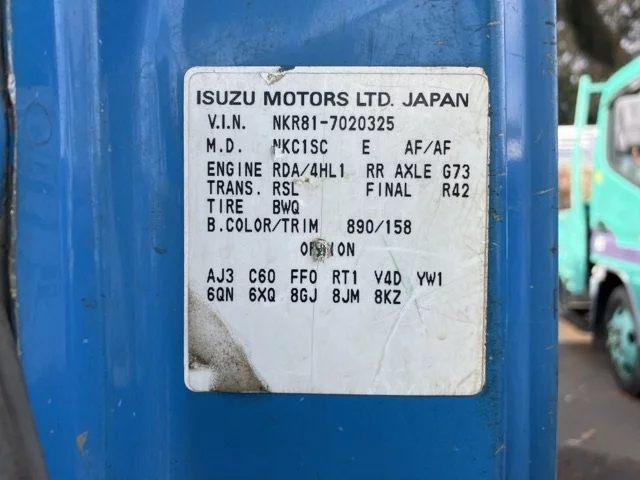 ISUZU MOTORS LTD. JAPAN
V.I.N. NKR81-7020325
M.D. NKC1SC E AF/AF
ENGINE RDA/4HL1 RR AXLE G73
TRANS. RSL FINAL R42
TIRE BWQ
B.COLOR/TRIM 890/158
OPTION
AJ3 C60 FF0 RT1 V4D YW1
6QN 6XQ 8GJ 8JM 8KZ